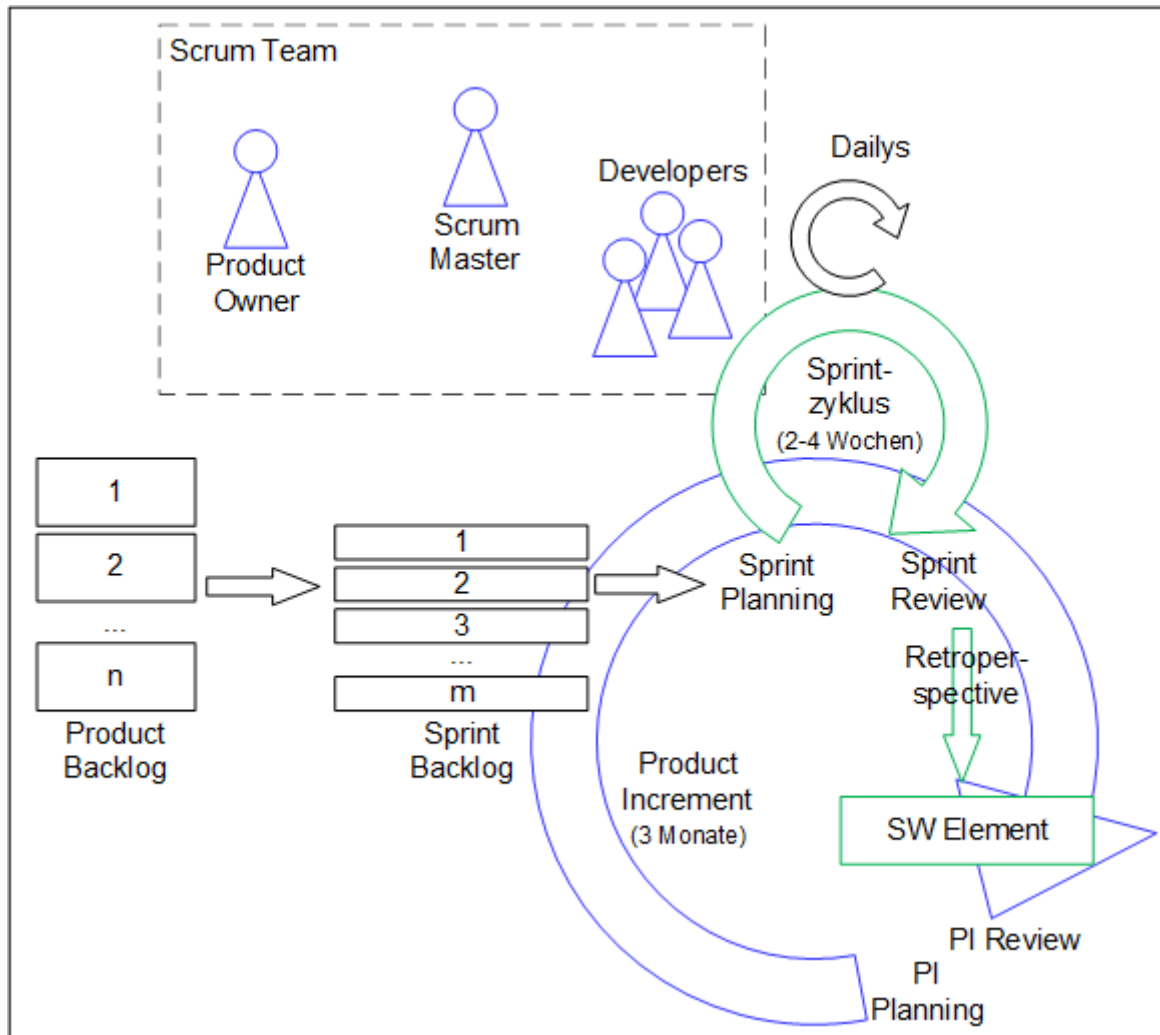 Scrum Team
Product
Owner
Scrum
Master
Developers
Dailys
Sprint-
zyklus
(2-4 Wochen)
1
2
...
n
Product
Backlog
1
2
3
...
m
Sprint
Backlog
Sprint
Planning
Sprint
Review
Retroper-
spective
Product
Increment
(3 Monate)
SW Element
PI Review
PI
Planning